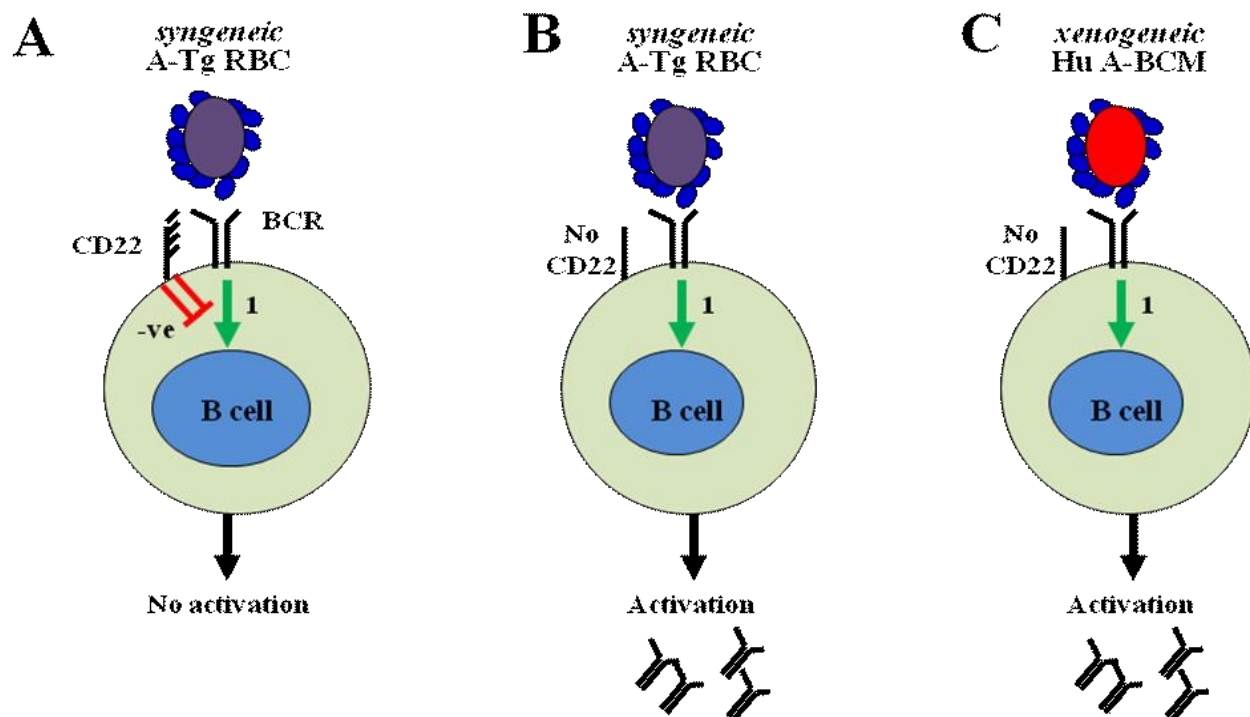 A
syngeneic
A-Tg RBC
CD22
BCR
-ve
1
B cell
No activation
B
syngeneic
A-Tg RBC
No
CD22
1
B cell
Activation
C
xenogeneic
Hu A-BCM
No
CD22
1
B cell
Activation